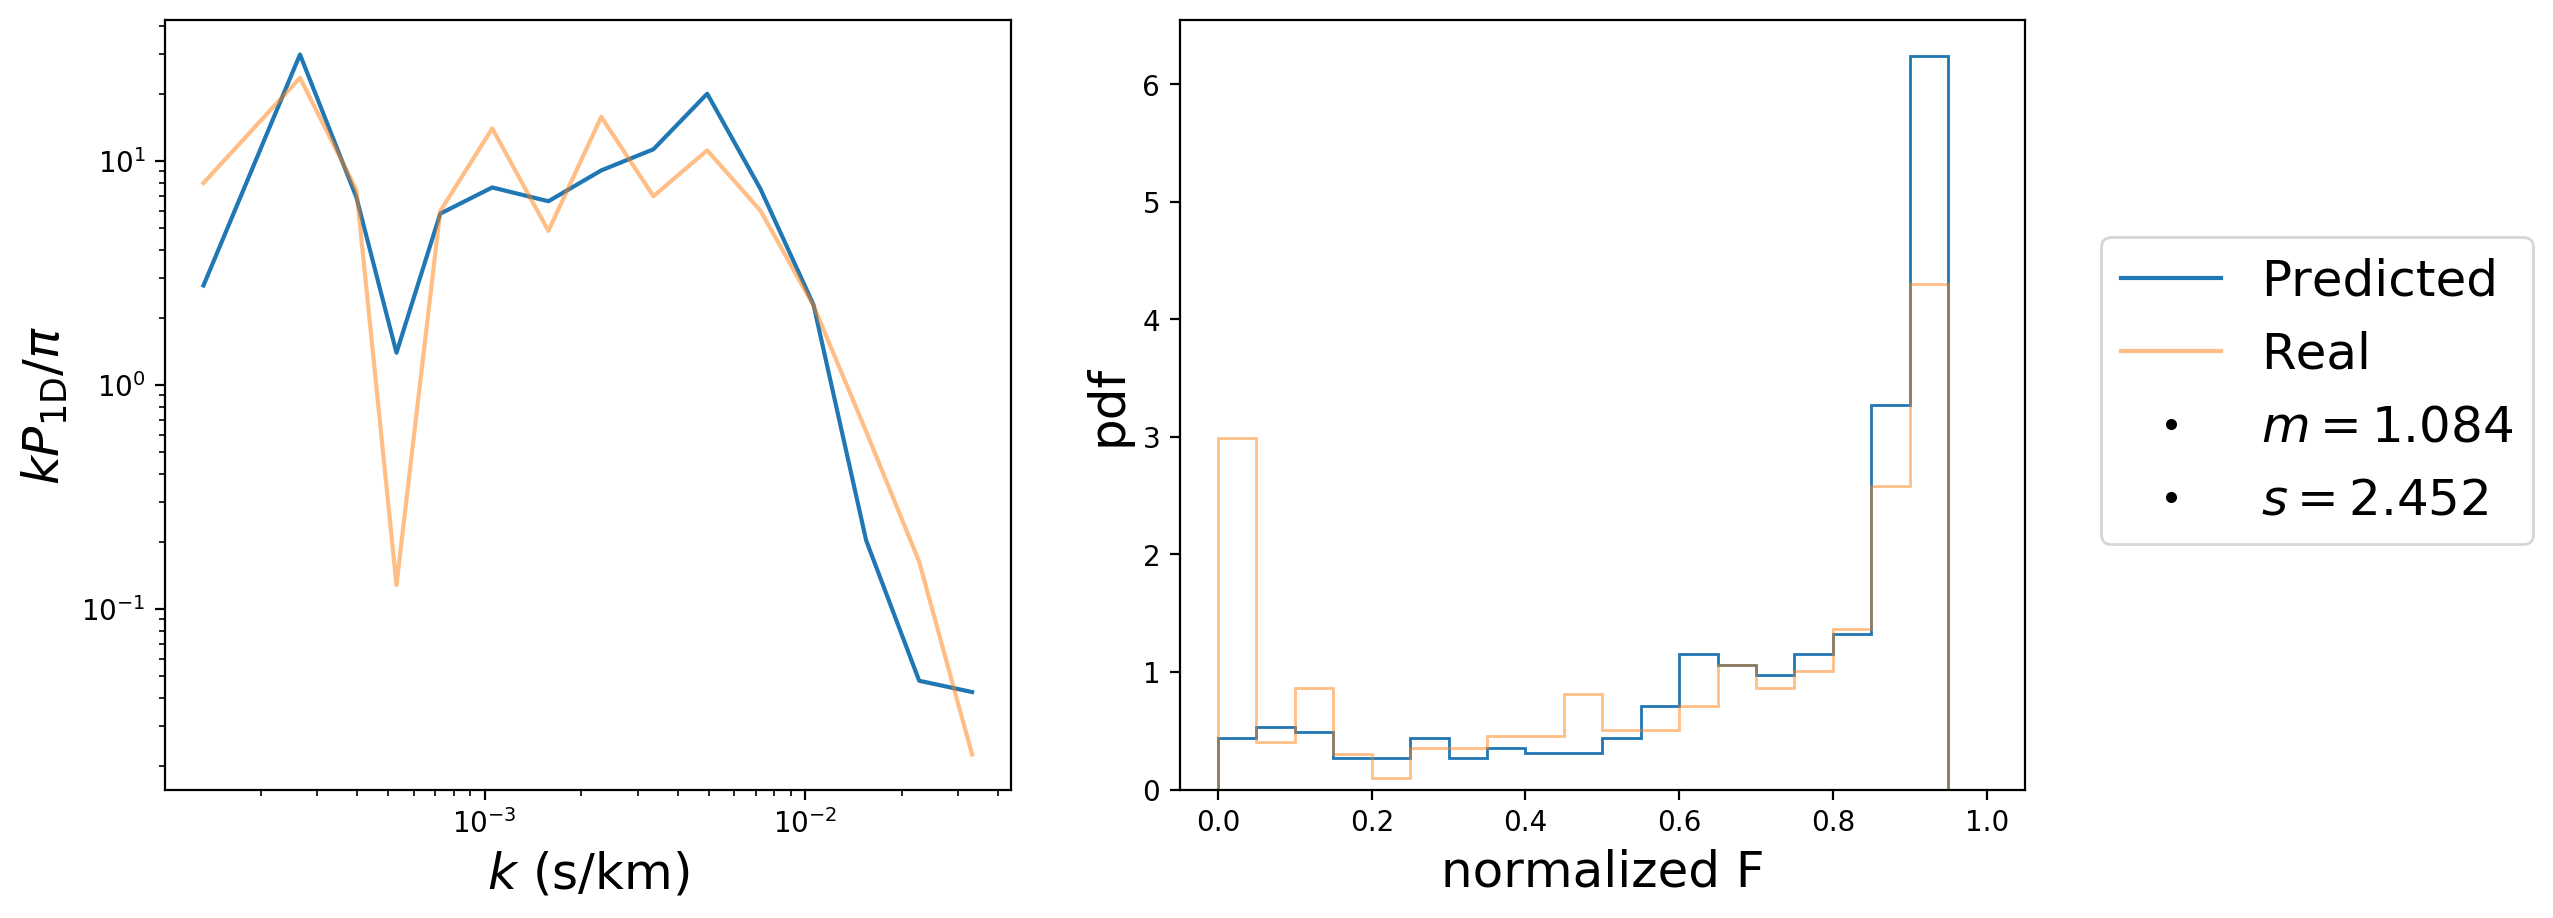 10¹
10⁰
10⁻¹
kP₁D/π
10⁻³
10⁻²
k (s/km)
6
5
4
3
2
1
0
pdf
0.0
0.2
0.4
0.6
0.8
1.0
normalized F
Predicted
Real
m = 1.084
s = 2.452